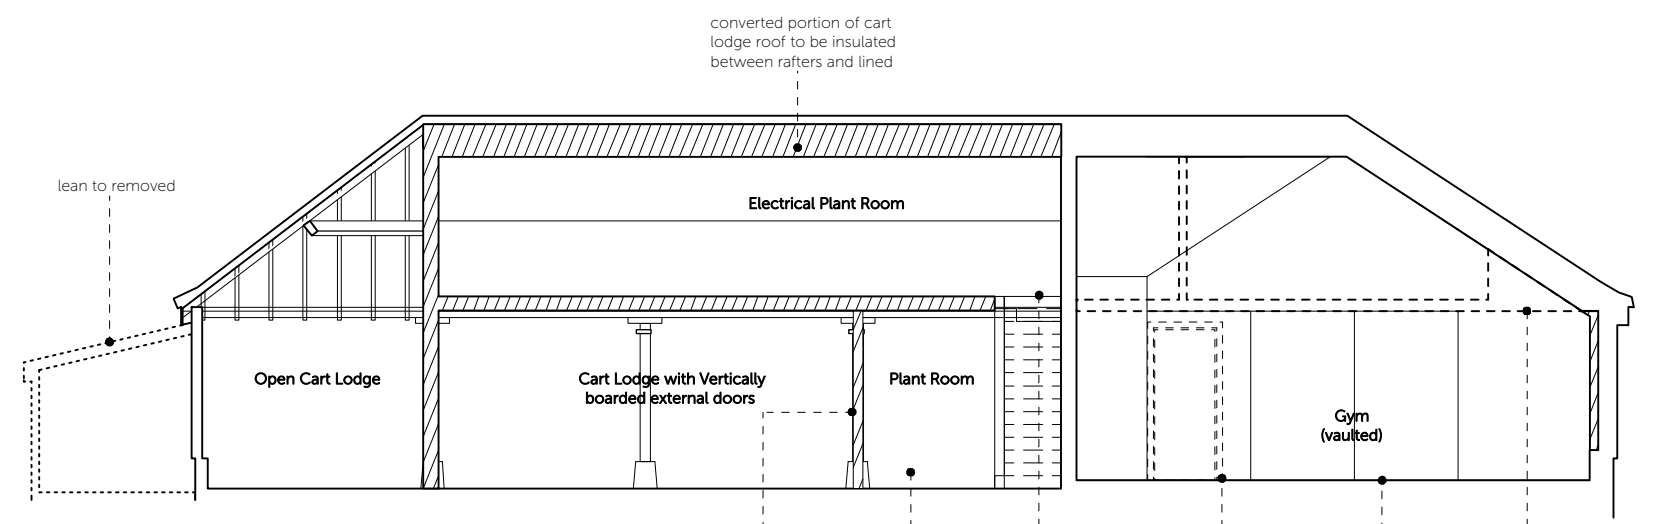 converted portion of cart
lodge roof to be insulated
between rafters and lined
lean to removed
Electrical Plant Room
Open Cart Lodge
Cart Lodge with Vertically
boarded external doors
Plant Room
Gym
(vaulted)